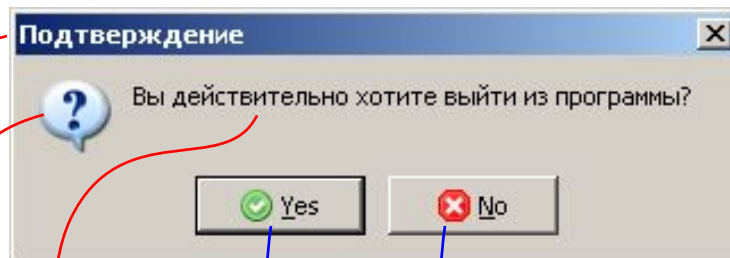 Подтверждение
Вы действительно хотите выйти из программы?
Yes
No